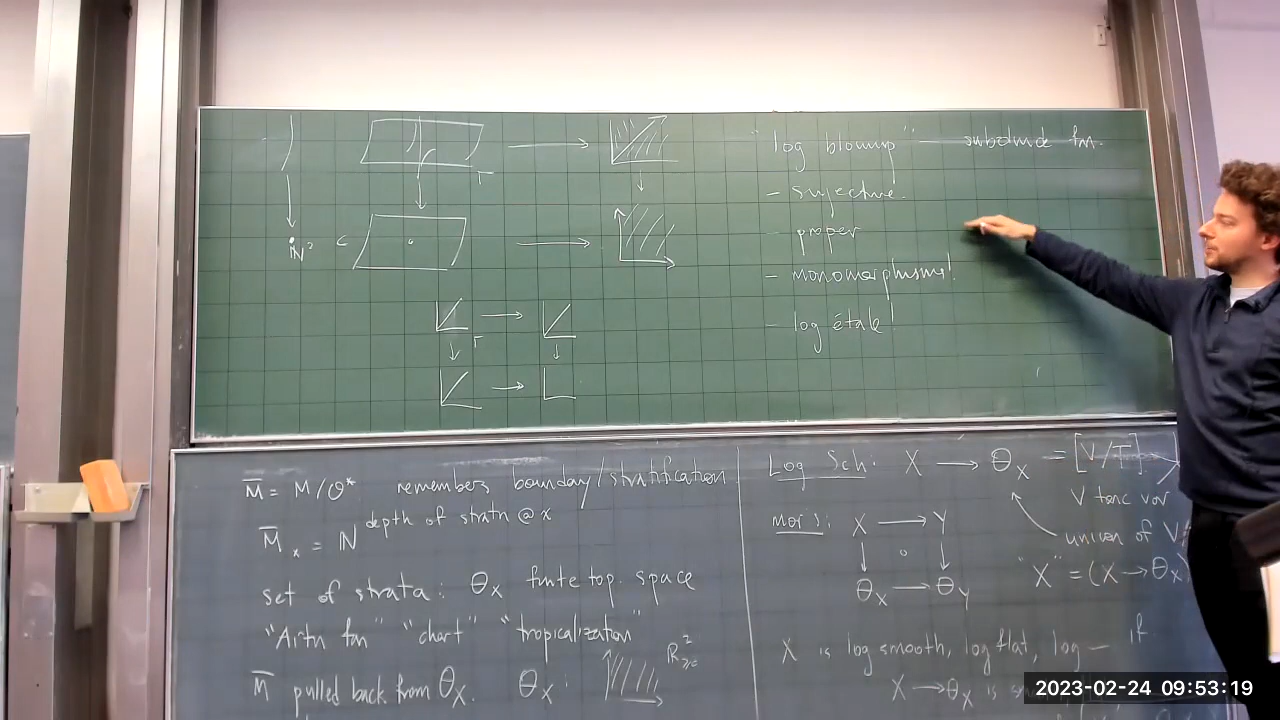 "log blowup" — subdivide fan.
- surjective.
- proper
- monomorphisms!
- log étale!
ℕ² ⊂
Γ
Γ
M̄ = M/O* remembers boundary/stratification
M̄ₓ = ℕ^depth of stratn @ x
set of strata: Θ_X finite top. space
"Artin fan" "chart" "tropicalization"
M̄ pulled back from Θ_X. Θ_X: ℝ²≥0
Log Sch: X → Θ_X = [V/T]
V toric var
union of V/
mors: X → Y
Θ_X → Θ_Y
"X" = (X → Θ_X)
X is log smooth, log flat, log — if
X → Θ_X is
2023-02-24 09:53:19